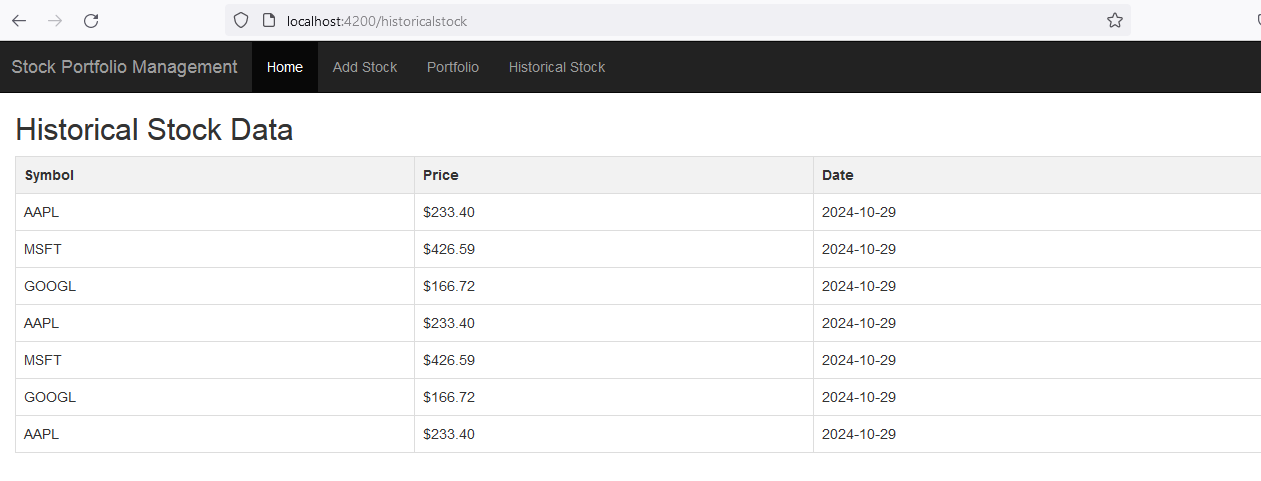 localhost:4200/historicalstock
Stock Portfolio Management Home Add Stock Portfolio Historical Stock
Historical Stock Data
Symbol Price Date
AAPL $233.40 2024-10-29
MSFT $426.59 2024-10-29
GOOGL $166.72 2024-10-29
AAPL $233.40 2024-10-29
MSFT $426.59 2024-10-29
GOOGL $166.72 2024-10-29
AAPL $233.40 2024-10-29